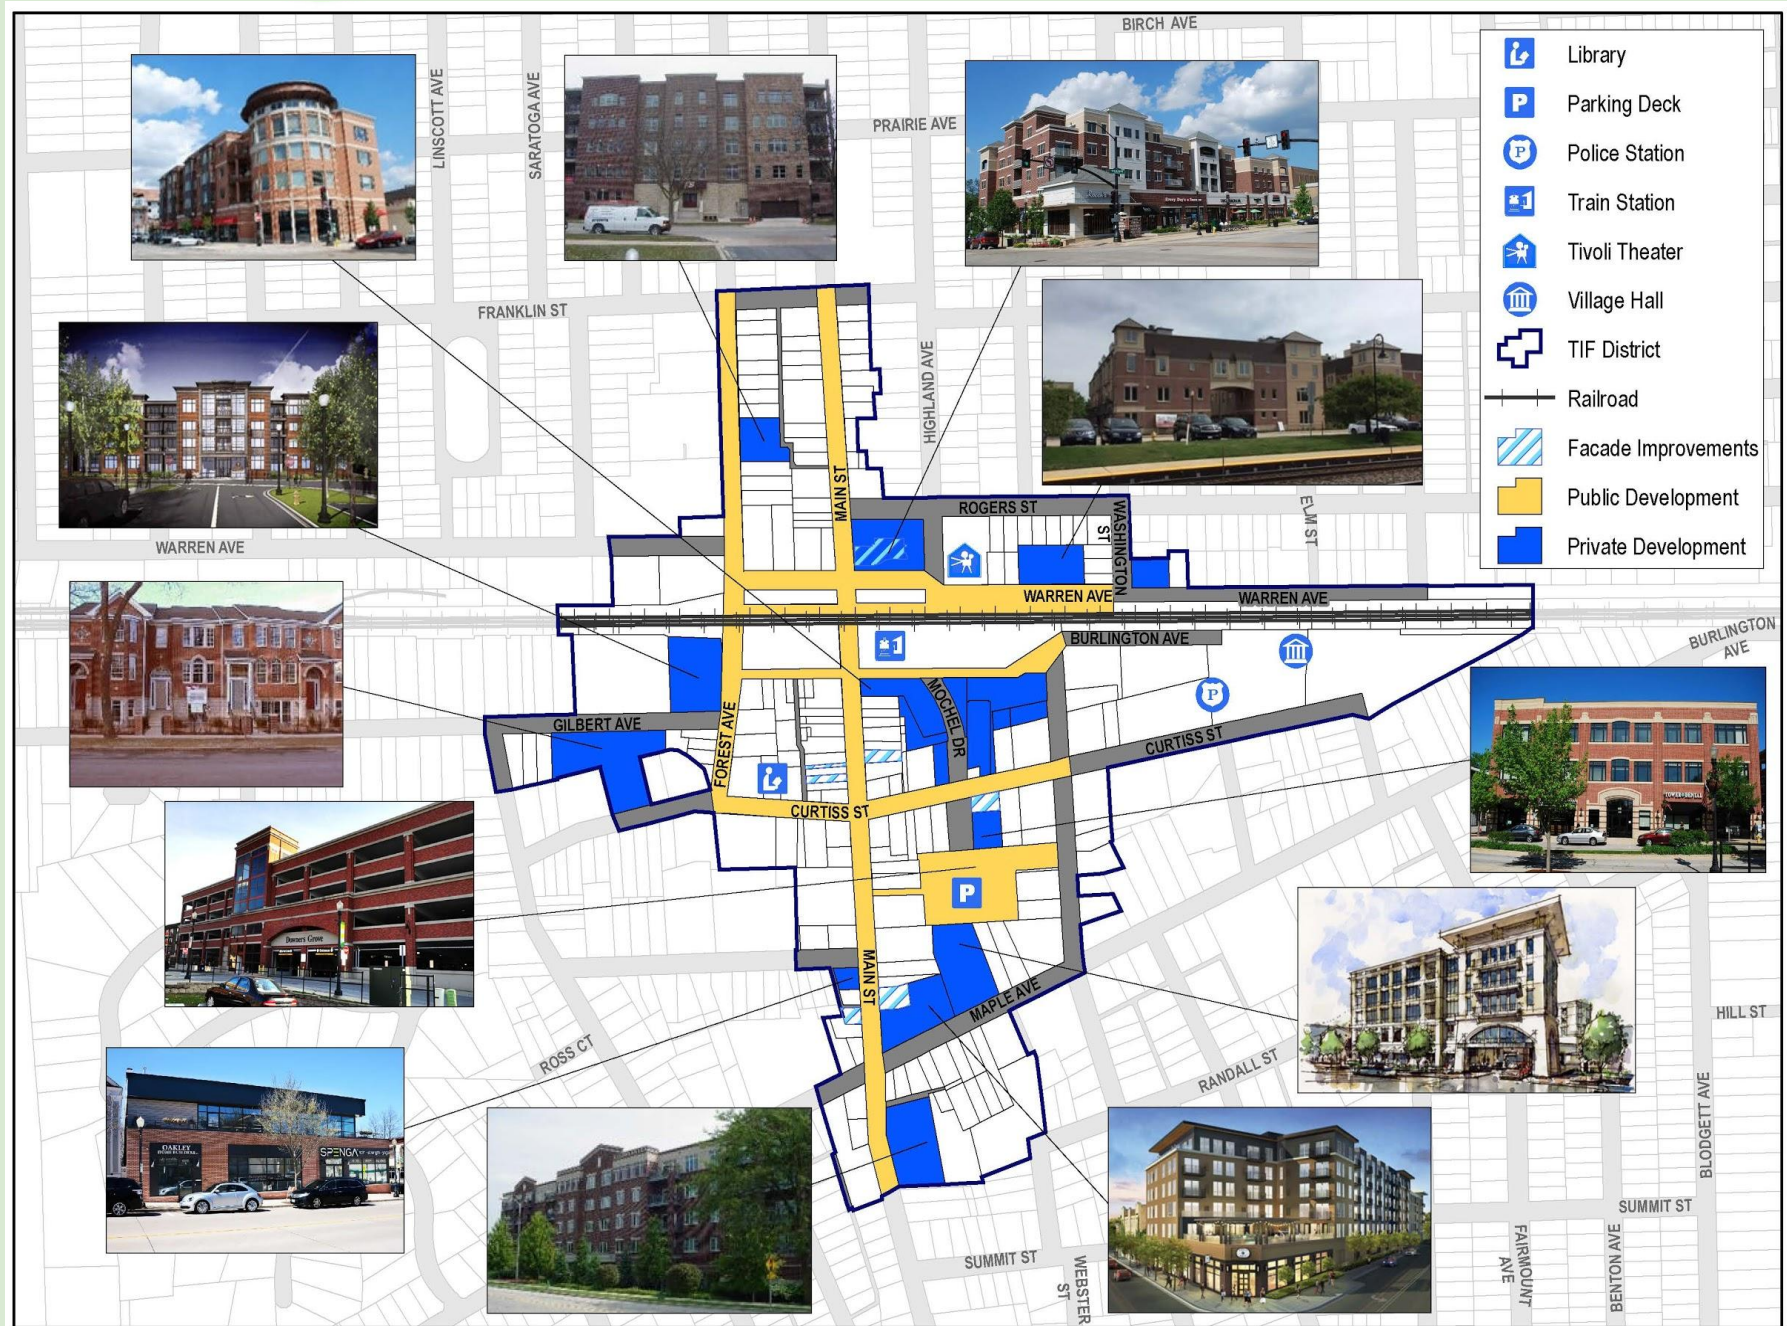 BIRCH AVE
LINSCOTT AVE
SARATOGA AVE
PRAIRIE AVE
Library
P
Parking Deck
P
Police Station
Train Station
Tivoli Theater
Village Hall
TIF District
Railroad
Facade Improvements
Public Development
Private Development
FRANKLIN ST
HIGHLAND AVE
MAIN ST
ROGERS ST
WASHINGTON
ST
ELM ST
WARREN AVE
WARREN AVE
WARREN AVE
BURLINGTON AVE
BURLINGTON
AVE
P
GILBERT AVE
FOREST AVE
MOCHEL DR
CURTISS ST
CURTISS ST
P
Downers Grove
MAIN ST
MAPLE AVE
ROSS CT
RANDALL ST
HILL ST
BLODGETT AVE
OAKLEY
SPENGA
SUMMIT ST
SUMMIT ST
WEBSTER
ST
FAIRMOUNT
AVE
BENTON AVE